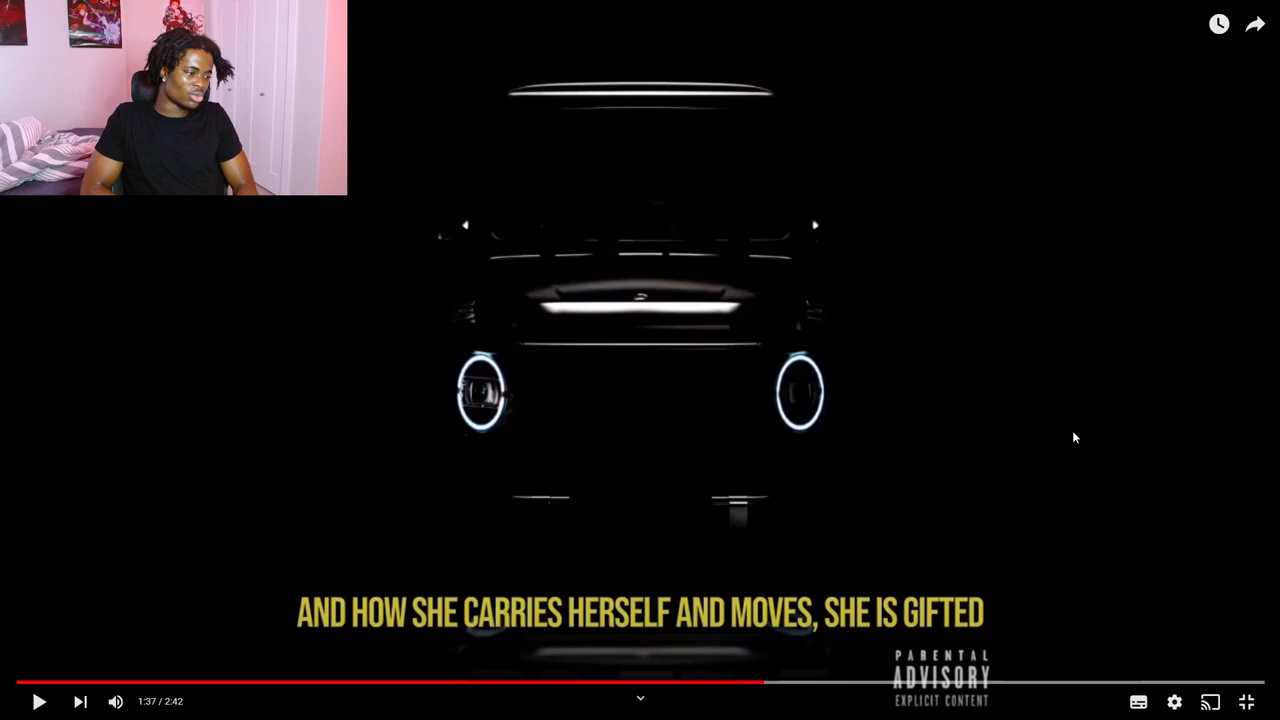 AND HOW SHE CARRIES HERSELF AND MOVES, SHE IS GIFTED
PARENTAL
ADVISORY
EXPLICIT CONTENT
1:37 / 2:42